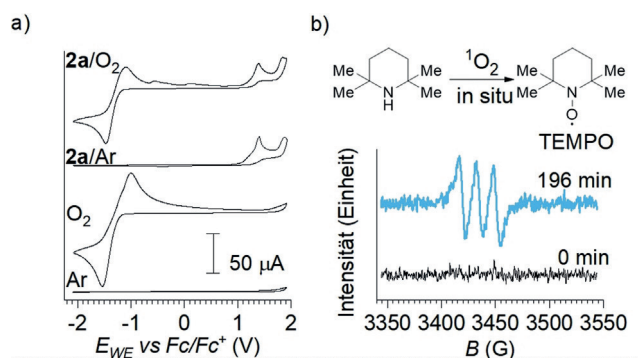 a)
2a/O₂
2a/Ar
O₂
Ar
50 µA
-2 -1 0 1 2
E_WE vs Fc/Fc⁺ (V)
b)
Me Me
Me N Me
H
¹O₂
in situ
Me Me
Me N Me
O
•
TEMPO
Intensität (Einheit)
196 min
0 min
3350 3400 3450 3500 3550
B (G)